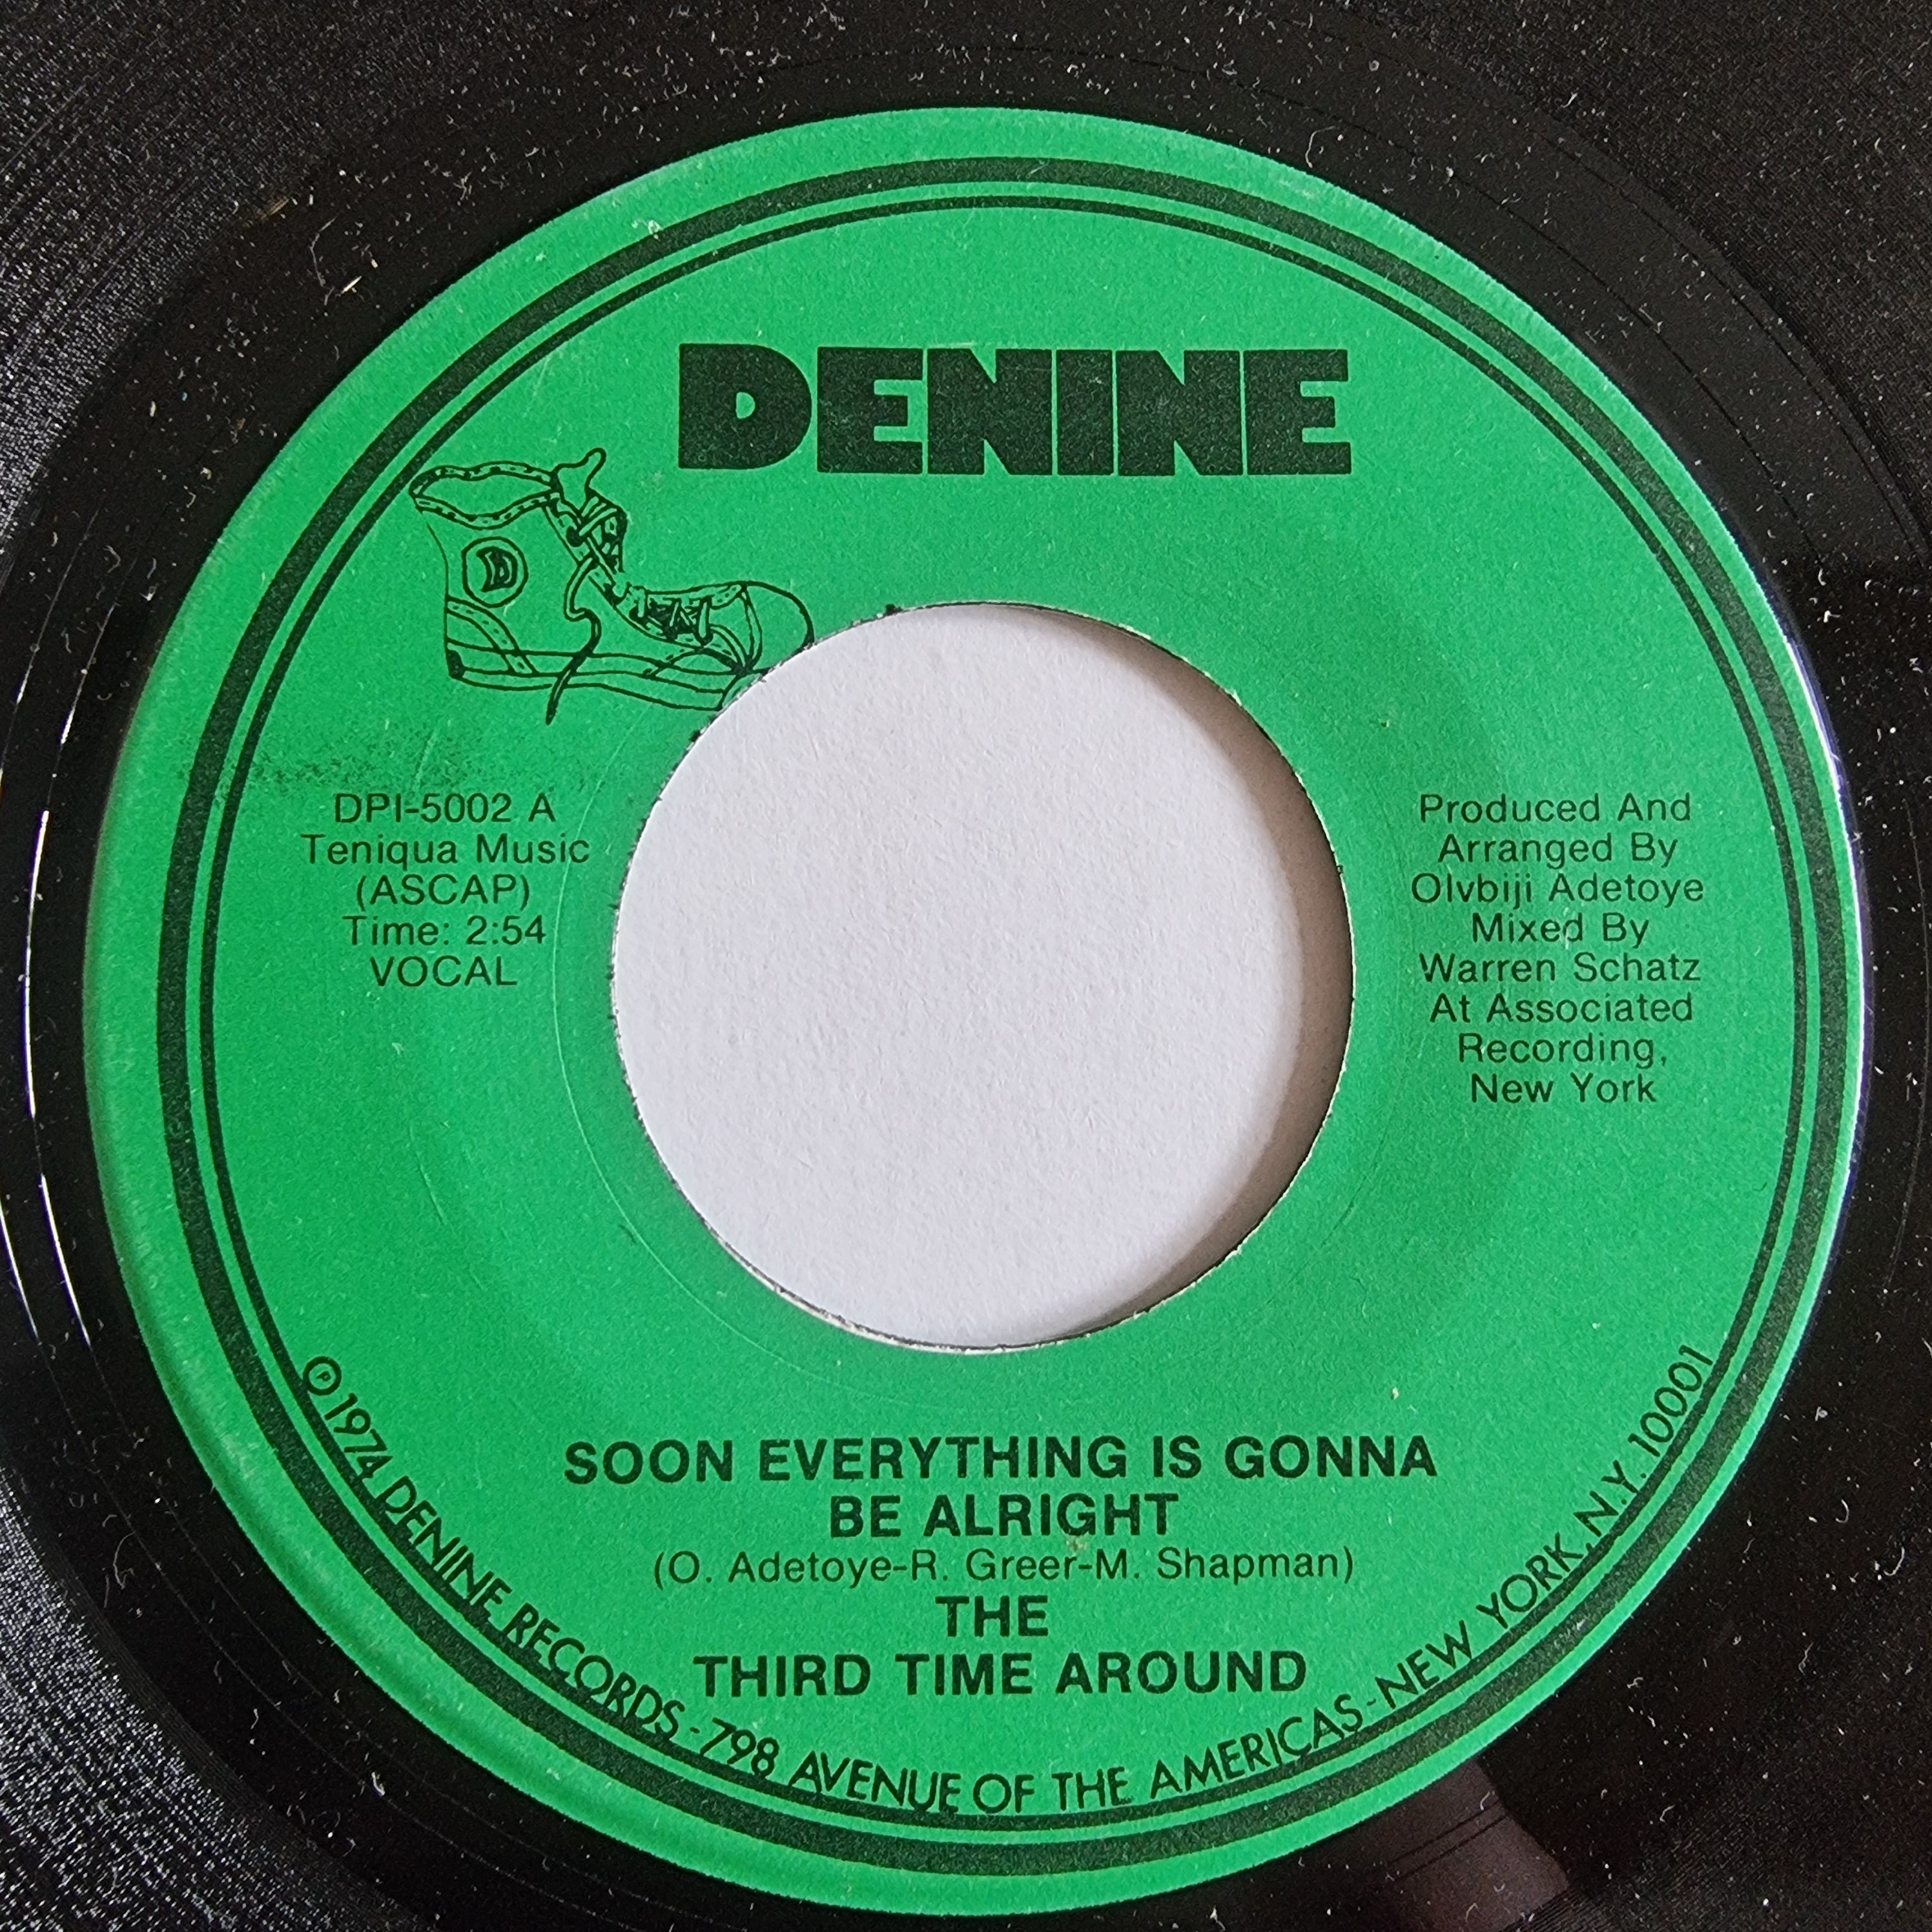 DENINE
D
DPI-5002 A
Teniqua Music
(ASCAP)
Time: 2:54
VOCAL
Produced And
Arranged By
Olvbiji Adetoye
Mixed By
Warren Schatz
At Associated
Recording,
New York
SOON EVERYTHING IS GONNA
BE ALRIGHT
(O. Adetoye-R. Greer-M. Shapman)
THE
THIRD TIME AROUND
℗ 1974 DENINE RECORDS - 798 AVENUE OF THE AMERICAS - NEW YORK, N.Y. 10001